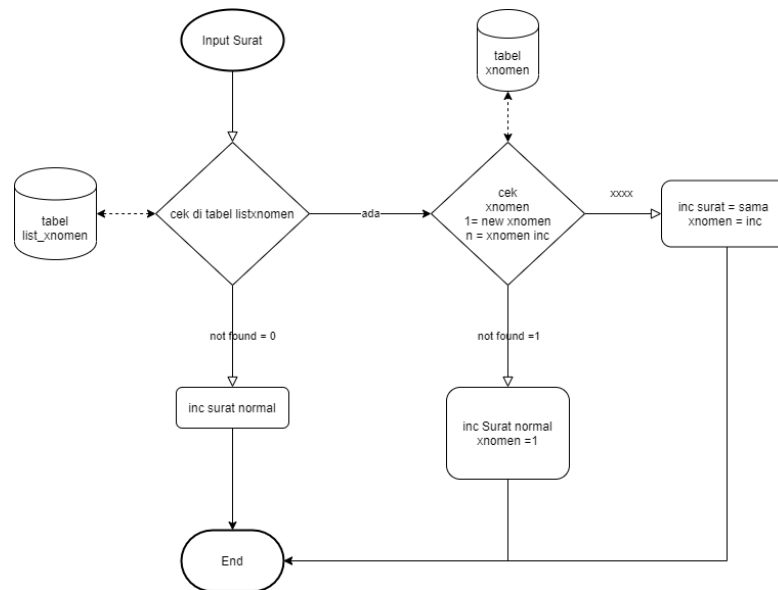 Input Surat
tabel
xnomen
cek di tabel listxnomen
tabel
list_xnomen
ada
cek
xnomen
1= new xnomen
n = xnomen inc
xxxx
inc surat = sama
xnomen = inc
not found = 0
not found =1
inc surat normal
inc Surat normal
xnomen =1
End